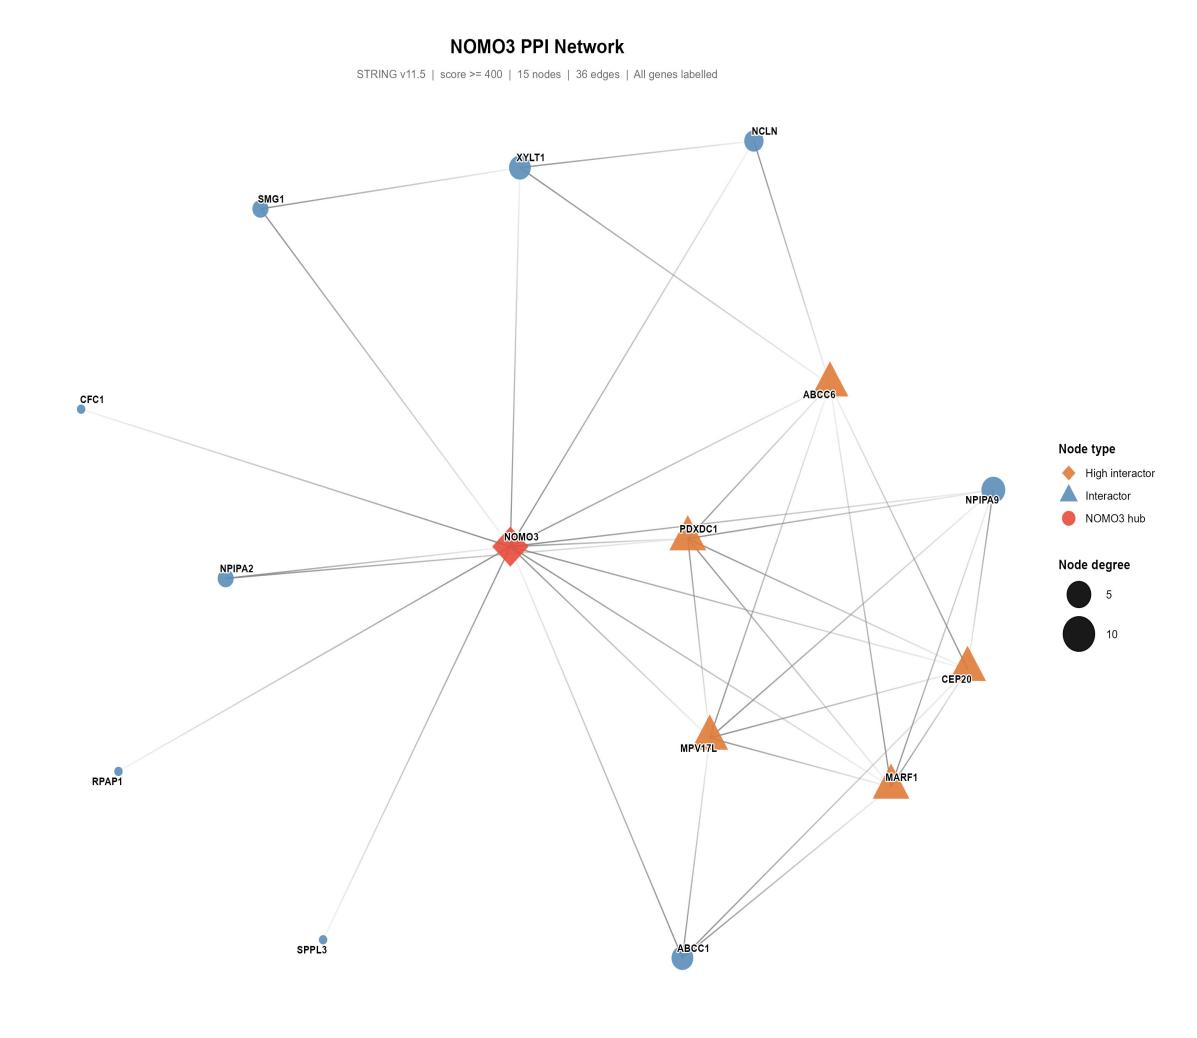 NOMO3 PPI Network
STRING v11.5 | score >= 400 | 15 nodes | 36 edges | All genes labelled
NCLN
XYLT1
SMG1
ABCC6
CFC1
Node type
High interactor
Interactor
NOMO3 hub
NPIPA9
PDXDC1
NOMO3
NPIPA2
Node degree
5
10
CEP20
MPV17L
MARF1
RPAP1
SPPL3
ABCC1